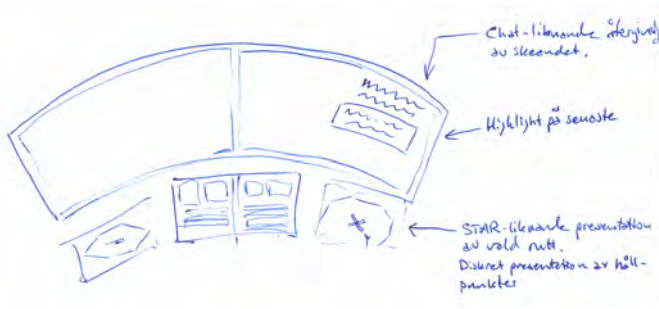 Chat-liknande återgivning
av skeendet.
Highlight på senaste
STAR-liknande presentation
av vald rutt.
Diskret presentation av håll-
punkter